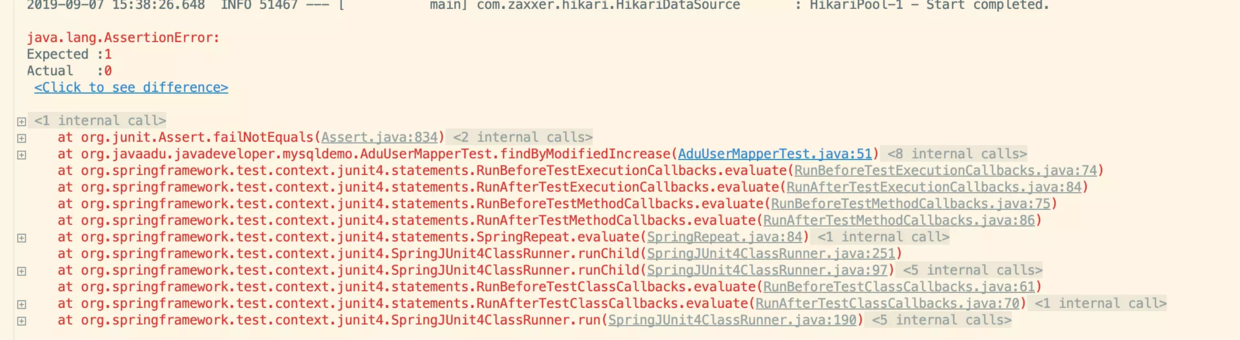 2019-09-07 15:38:26.648  INFO 51467 --- [           main] com.zaxxer.hikari.HikariDataSource       : HikariPool-1 - Start completed.
java.lang.AssertionError:
Expected :1
Actual   :0
<Click to see difference>
<1 internal call>
at org.junit.Assert.failNotEquals(Assert.java:834) <2 internal calls>
at org.javaadu.javadeveloper.mysqldemo.AduUserMapperTest.findByModifiedIncrease(AduUserMapperTest.java:51) <8 internal calls>
at org.springframework.test.context.junit4.statements.RunBeforeTestExecutionCallbacks.evaluate(RunBeforeTestExecutionCallbacks.java:74)
at org.springframework.test.context.junit4.statements.RunAfterTestExecutionCallbacks.evaluate(RunAfterTestExecutionCallbacks.java:84)
at org.springframework.test.context.junit4.statements.RunBeforeTestMethodCallbacks.evaluate(RunBeforeTestMethodCallbacks.java:75)
at org.springframework.test.context.junit4.statements.RunAfterTestMethodCallbacks.evaluate(RunAfterTestMethodCallbacks.java:86)
at org.springframework.test.context.junit4.statements.SpringRepeat.evaluate(SpringRepeat.java:84) <1 internal call>
at org.springframework.test.context.junit4.SpringJUnit4ClassRunner.runChild(SpringJUnit4ClassRunner.java:251)
at org.springframework.test.context.junit4.SpringJUnit4ClassRunner.runChild(SpringJUnit4ClassRunner.java:97) <5 internal calls>
at org.springframework.test.context.junit4.statements.RunBeforeTestClassCallbacks.evaluate(RunBeforeTestClassCallbacks.java:61)
at org.springframework.test.context.junit4.statements.RunAfterTestClassCallbacks.evaluate(RunAfterTestClassCallbacks.java:70) <1 internal call>
at org.springframework.test.context.junit4.SpringJUnit4ClassRunner.run(SpringJUnit4ClassRunner.java:190) <5 internal calls>